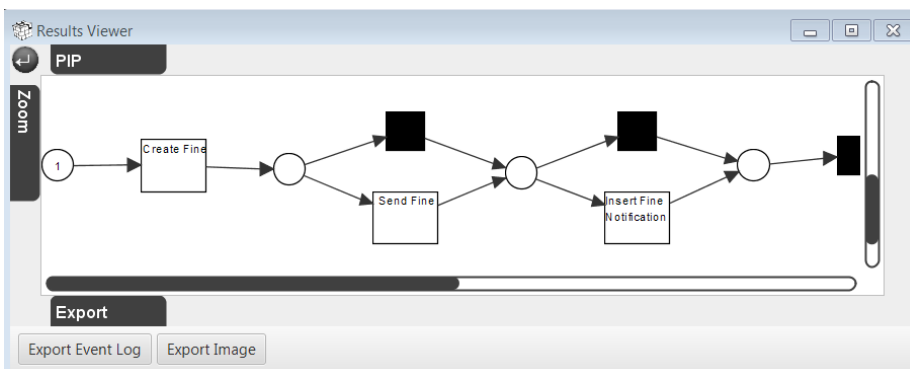 Results Viewer
PIP
Zoom
1
Create Fine
Send Fine
Insert Fine
Notification
Export
Export Event Log
Export Image